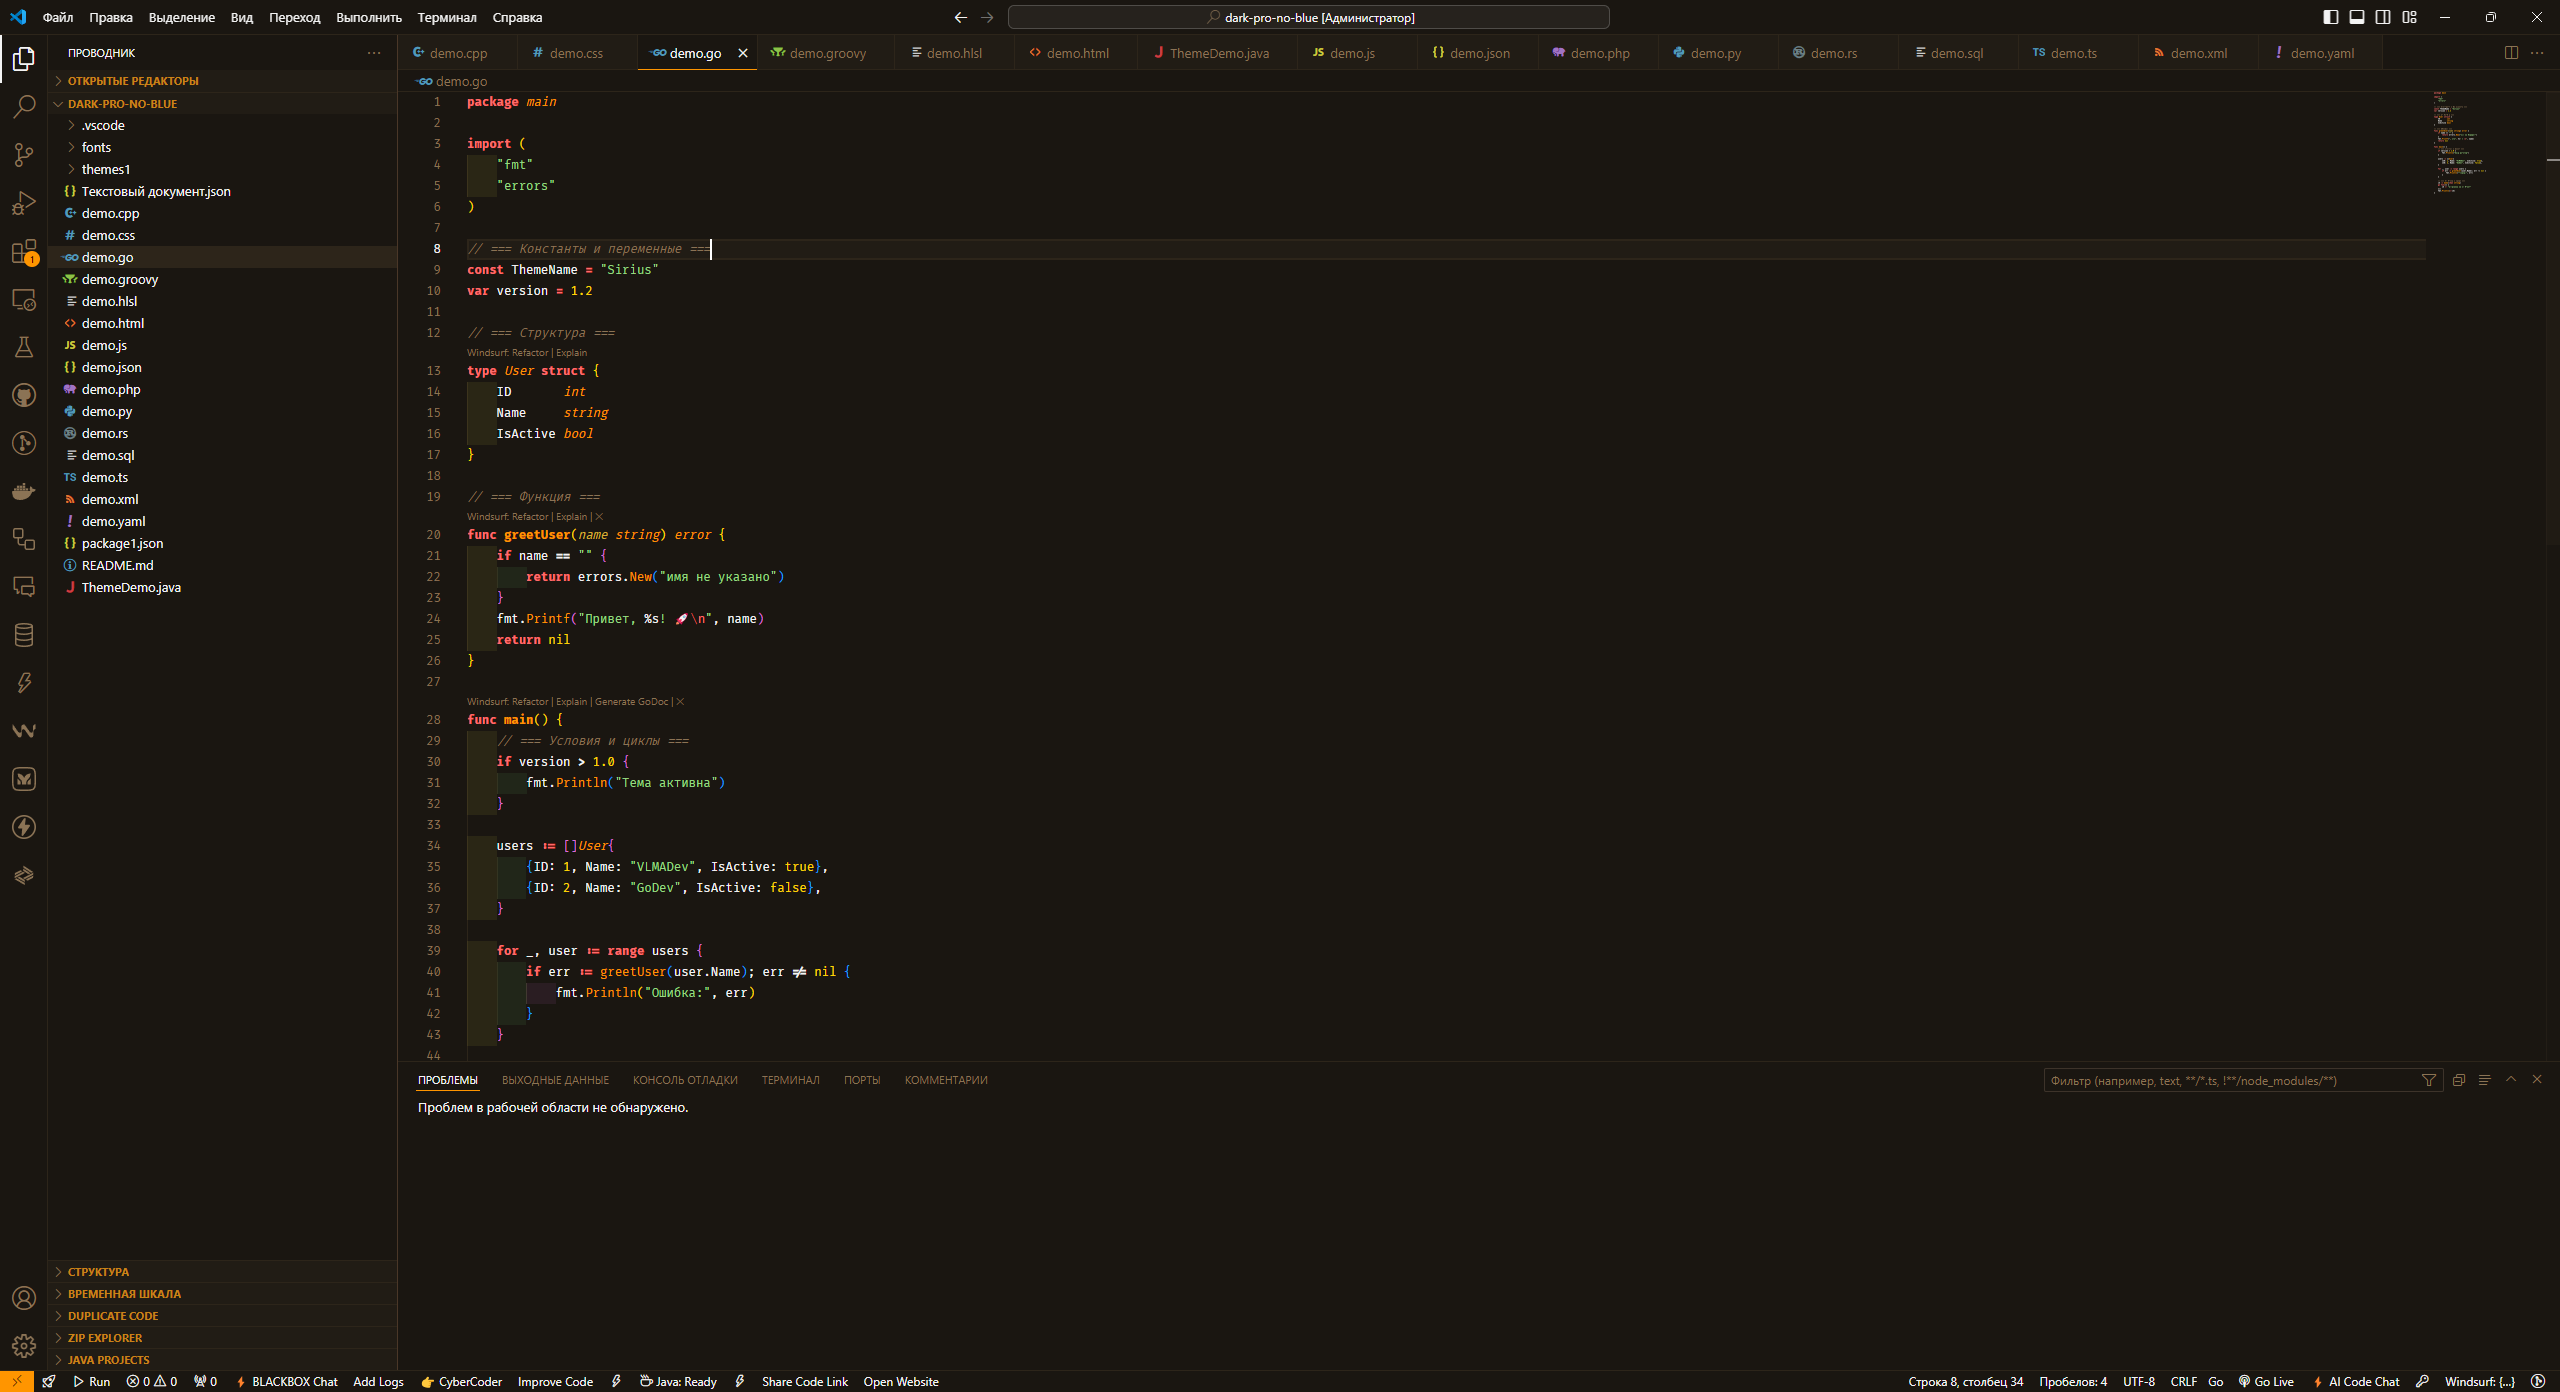 Файл Правка Выделение Вид Переход Выполнить Терминал Справка
dark-pro-no-blue [Администратор]
ПРОВОДНИК
ОТКРЫТЫЕ РЕДАКТОРЫ
DARK-PRO-NO-BLUE
.vscode
fonts
themes1
{} Текстовый документ.json
demo.cpp
# demo.css
GO demo.go
demo.groovy
demo.hlsl
<> demo.html
JS demo.js
{} demo.json
demo.php
demo.py
demo.rs
demo.sql
TS demo.ts
demo.xml
! demo.yaml
{} package1.json
README.md
J ThemeDemo.java
СТРУКТУРА
ВРЕМЕННАЯ ШКАЛА
DUPLICATE CODE
ZIP EXPLORER
JAVA PROJECTS
1
demo.cpp # demo.css GO demo.go demo.groovy demo.hlsl <> demo.html J ThemeDemo.java JS demo.js {} demo.json demo.php demo.py demo.rs demo.sql TS demo.ts demo.xml ! demo.yaml
GO demo.go
1 package main
2
3 import (
4 "fmt"
5 "errors"
6 )
7
8 // === Константы и переменные ===
9 const ThemeName = "Sirius"
10 var version = 1.2
11
12 // === Структура ===
Windsurf: Refactor | Explain
13 type User struct {
14 ID int
15 Name string
16 IsActive bool
17 }
18
19 // === Функция ===
Windsurf: Refactor | Explain | X
20 func greetUser(name string) error {
21 if name == "" {
22 return errors.New("имя не указано")
23 }
24 fmt.Printf("Привет, %s! 🚀\n", name)
25 return nil
26 }
27
Windsurf: Refactor | Explain | Generate GoDoc | X
28 func main() {
29 // === Условия и циклы ===
30 if version > 1.0 {
31 fmt.Println("Тема активна")
32 }
33
34 users := []User{
35 {ID: 1, Name: "VLMADev", IsActive: true},
36 {ID: 2, Name: "GoDev", IsActive: false},
37 }
38
39 for _, user := range users {
40 if err := greetUser(user.Name); err != nil {
41 fmt.Println("Ошибка:", err)
42 }
43 }
44
ПРОБЛЕМЫ ВЫХОДНЫЕ ДАННЫЕ КОНСОЛЬ ОТЛАДКИ ТЕРМИНАЛ ПОРТЫ КОММЕНТАРИИ
Фильтр (например, text, **/*.ts, !**/node_modules/**)
Проблем в рабочей области не обнаружено.
Run 0 0 0 BLACKBOX Chat Add Logs CyberCoder Improve Code Java: Ready Share Code Link Open Website
Строка 8, столбец 34 Пробелов: 4 UTF-8 CRLF Go Go Live AI Code Chat Windsurf: {...}